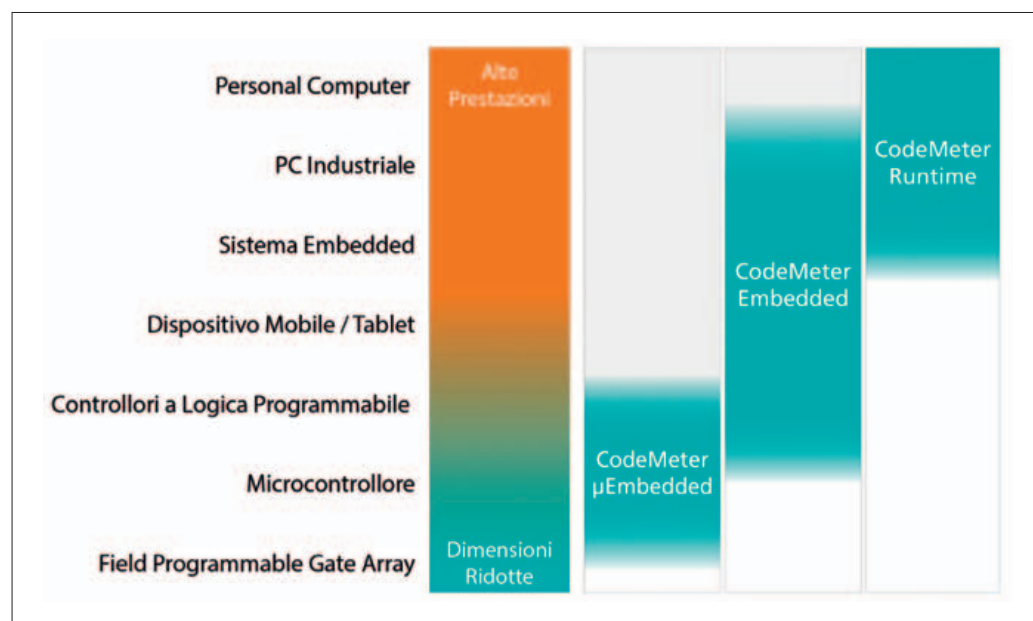 Personal Computer
PC Industriale
Sistema Embedded
Dispositivo Mobile / Tablet
Controllori a Logica Programmabile
Microcontrollore
Field Programmable Gate Array
Alte
Prestazioni
Dimensioni
Ridotte
CodeMeter
µEmbedded
CodeMeter
Embedded
CodeMeter
Runtime